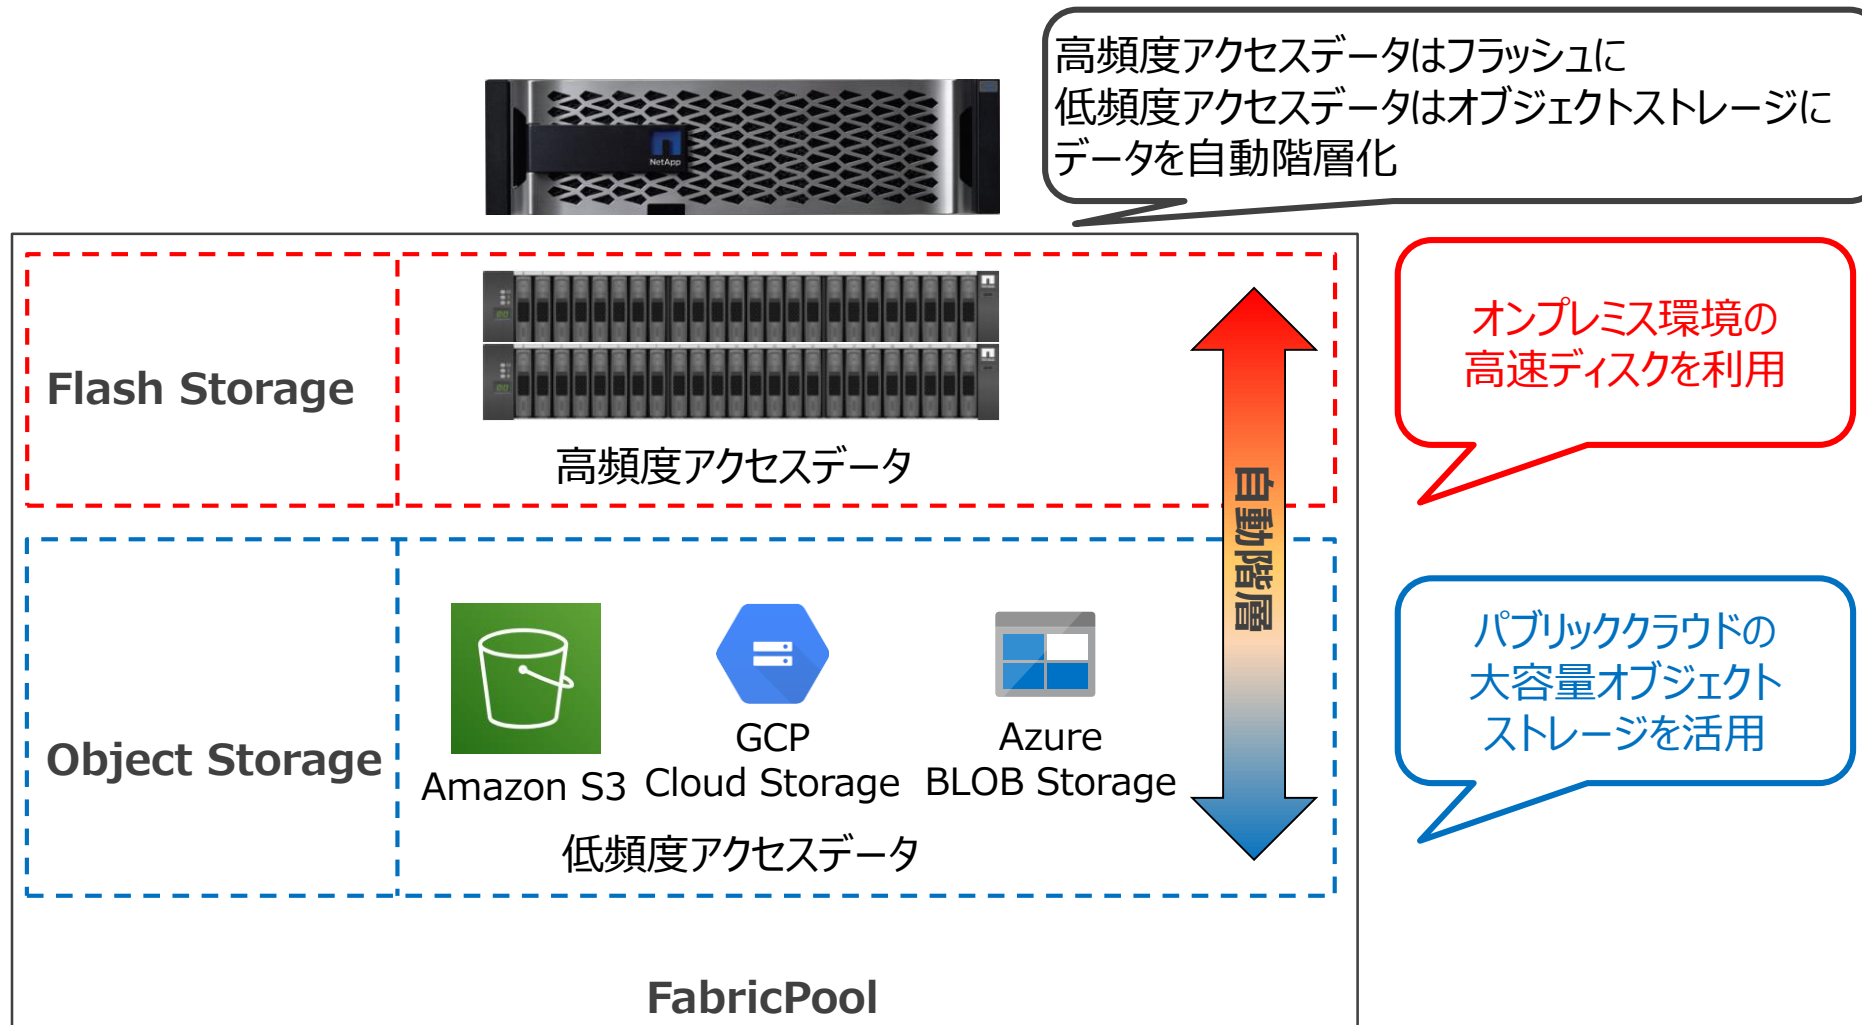 高頻度アクセスデータはフラッシュに
低頻度アクセスデータはオブジェクトストレージに
データを自動階層化
NetApp
Flash Storage
高頻度アクセスデータ
オンプレミス環境の
高速ディスクを利用
自動階層
Object Storage
Amazon S3
GCP
Cloud Storage
Azure
BLOB Storage
低頻度アクセスデータ
パブリッククラウドの
大容量オブジェクト
ストレージを活用
FabricPool